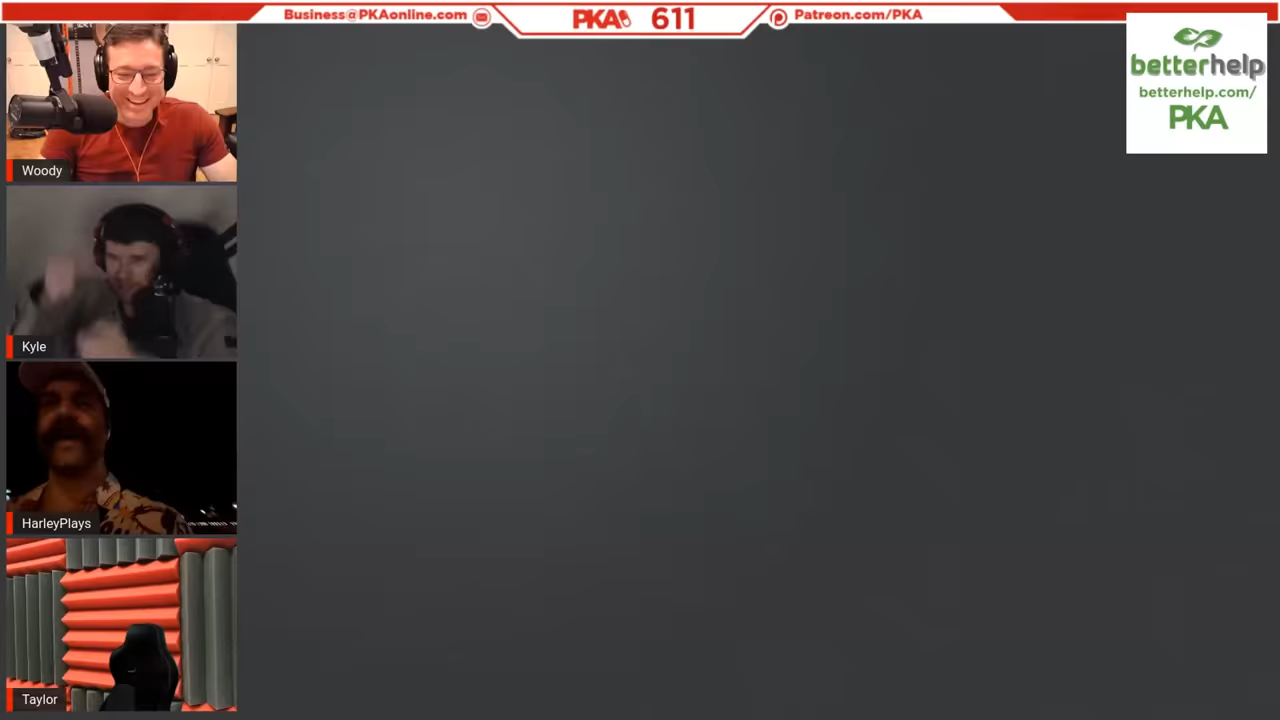 Business@PKAonline.com
PKA 611
Patreon.com/PKA
betterhelp
betterhelp.com/
PKA
Woody
Kyle
HarleyPlays
Taylor